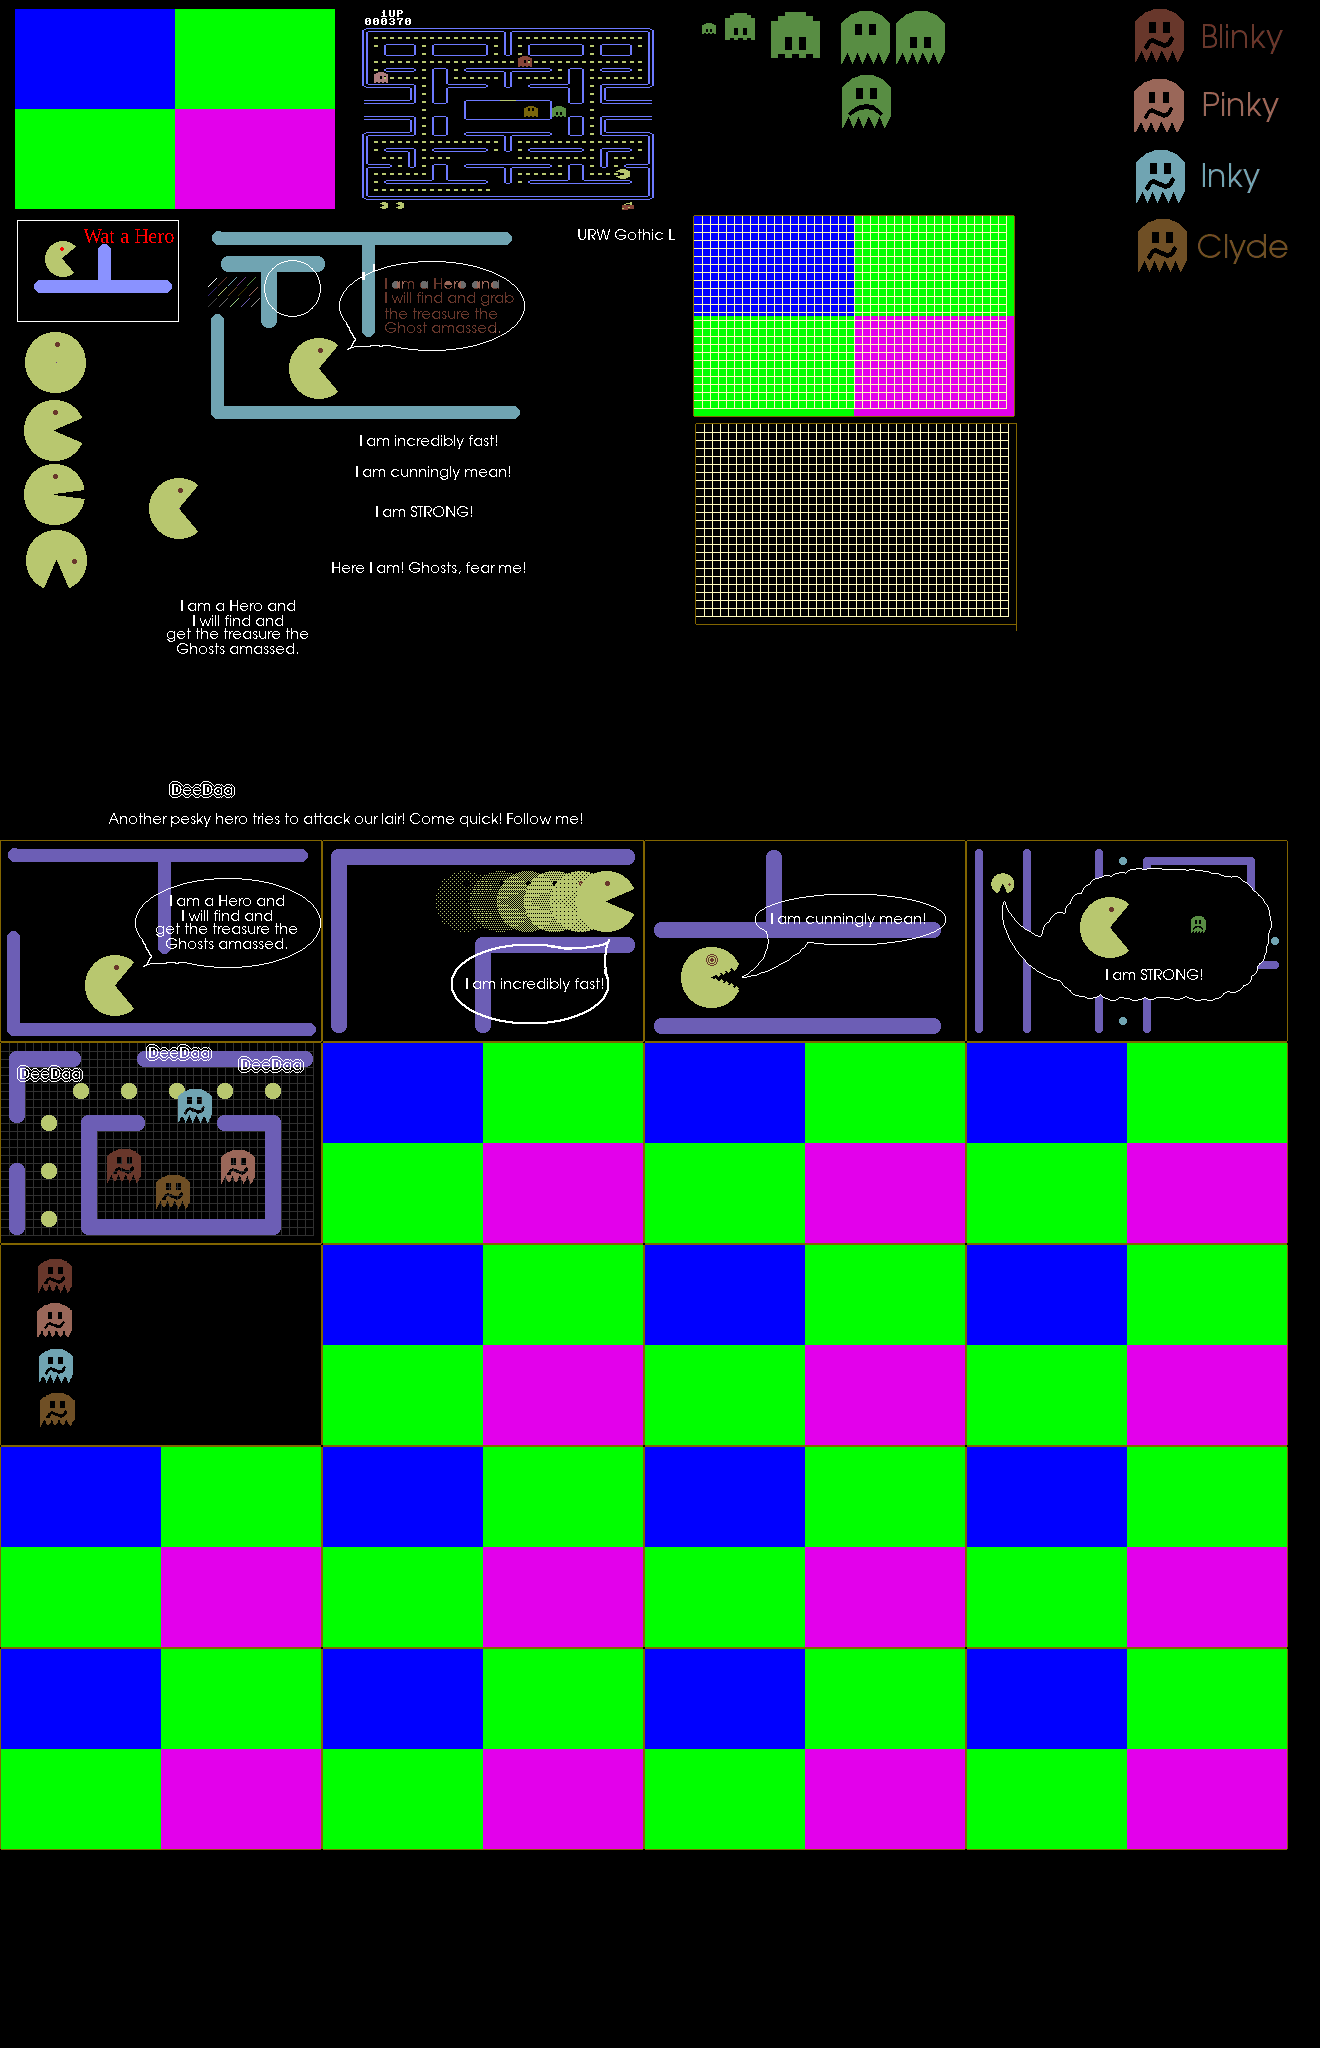 1UP
000370
Blinky
Pinky
Inky
Clyde
Wat a Hero
URW Gothic L
I am a Hero and
I will find and grab
the treasure the
Ghost amassed.
I am incredibly fast!
I am cunningly mean!
I am STRONG!
Here I am! Ghosts, fear me!
I am a Hero and
I will find and
get the treasure the
Ghosts amassed.
DeeDaa
Another pesky hero tries to attack our lair! Come quick! Follow me!
I am a Hero and
I will find and
get the treasure the
Ghosts amassed.
I am incredibly fast!
I am cunningly mean!
I am STRONG!
DeeDaa
DeeDaa
DeeDaa